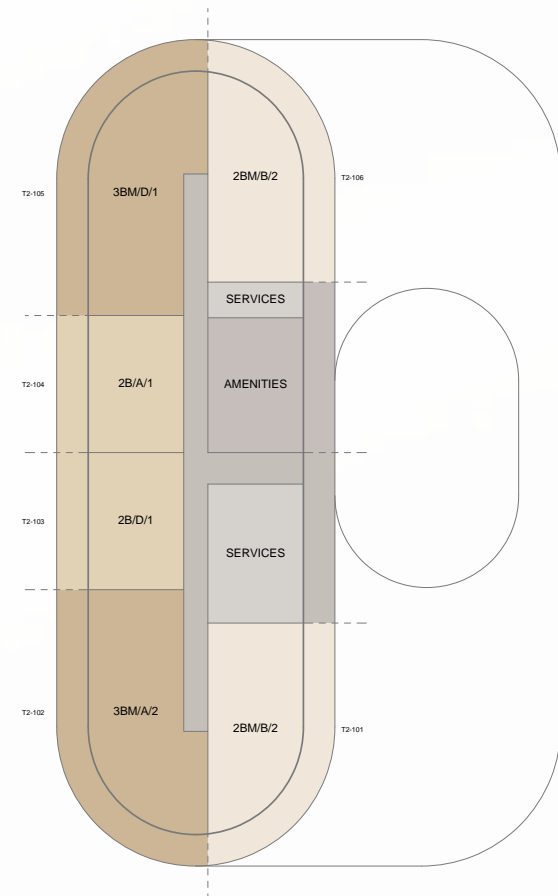 2BM/B/2
T2-106
3BM/D/1
T2-105
SERVICES
2B/A/1
AMENITIES
T2-104
2B/D/1
T2-103
SERVICES
3BM/A/2
T2-102
2BM/B/2
T2-101